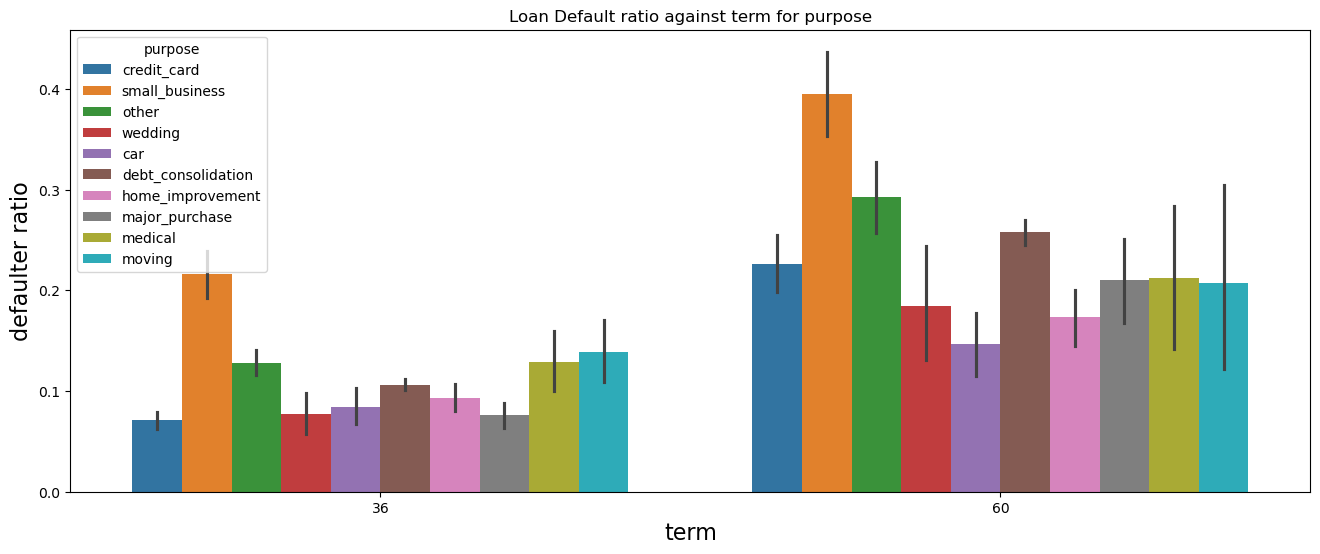 Loan Default ratio against term for purpose
purpose
credit_card
small_business
other
wedding
car
debt_consolidation
home_improvement
major_purchase
medical
moving
defaulter ratio
0.4
0.3
0.2
0.1
0.0
36
60
term